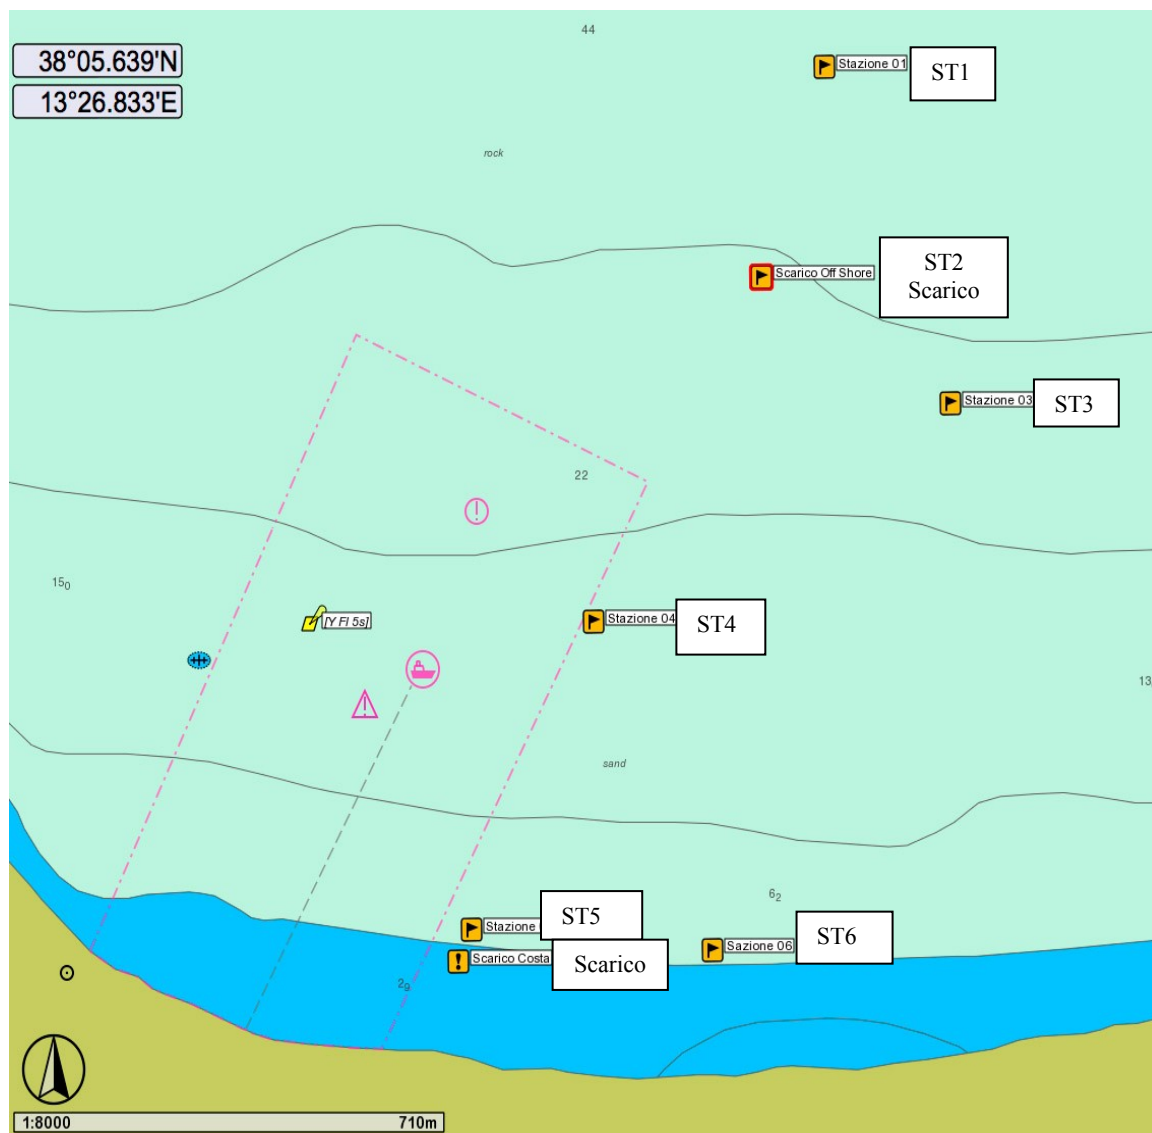 44
38°05.639'N
13°26.833'E
Stazione 01
ST1
rock
Scarico Off Shore
ST2
Scarico
Stazione 03
ST3
22
15₀
[Y Fl 5s]
Stazione 04
ST4
13
sand
6₂
Stazione
ST5
Sazione 06
ST6
Scarico Costa
Scarico
2₉
1:8000
710m